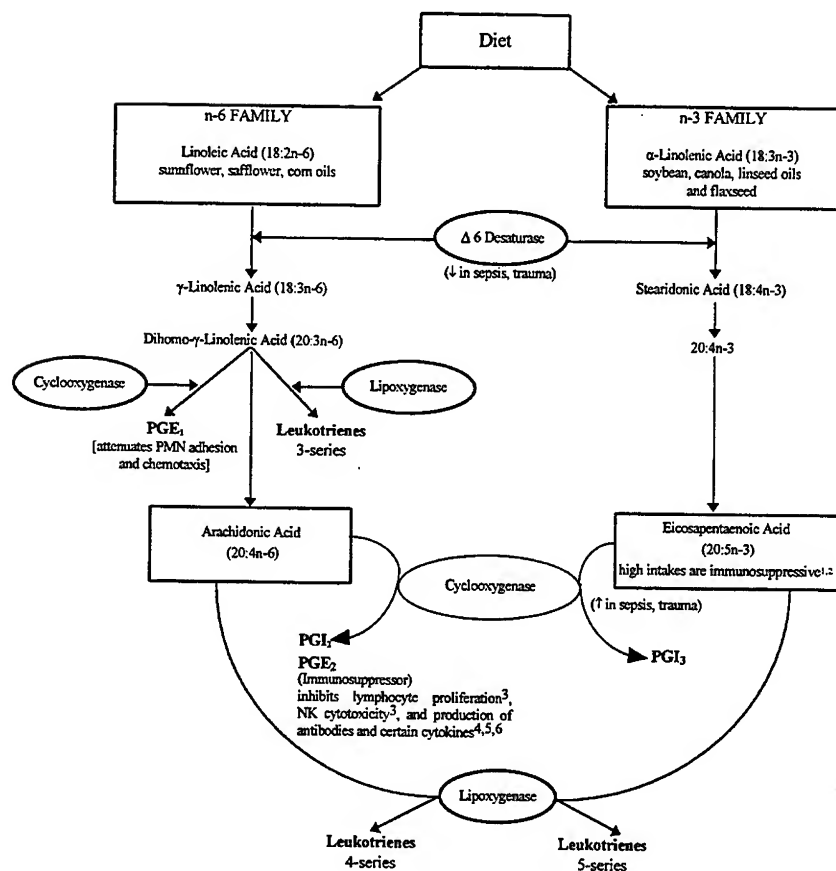 Diet
n-6 FAMILY
Linoleic Acid (18:2n-6)
sunnflower, safflower, corn oils
n-3 FAMILY
α-Linolenic Acid (18:3n-3)
soybean, canola, linseed oils
and flaxseed
Δ 6 Desaturase
(↓ in sepsis, trauma)
γ-Linolenic Acid (18:3n-6)
Stearidonic Acid (18:4n-3)
Dihomo-γ-Linolenic Acid (20:3n-6)
20:4n-3
Cyclooxygenase
Lipoxygenase
PGE₁
[attenuates PMN adhesion
and chemotaxis]
Leukotrienes
3-series
Arachidonic Acid
(20:4n-6)
Eicosapentaenoic Acid
(20:5n-3)
high intakes are immunosuppressive¹,²
Cyclooxygenase
(↑ in sepsis, trauma)
PGI₃
PGE₂
(Immunosuppressor)
inhibits lymphocyte proliferation³,
NK cytotoxicity³, and production of
antibodies and certain cytokines⁴,⁵,⁶
Lipoxygenase
Leukotrienes
4-series
Leukotrienes
5-series